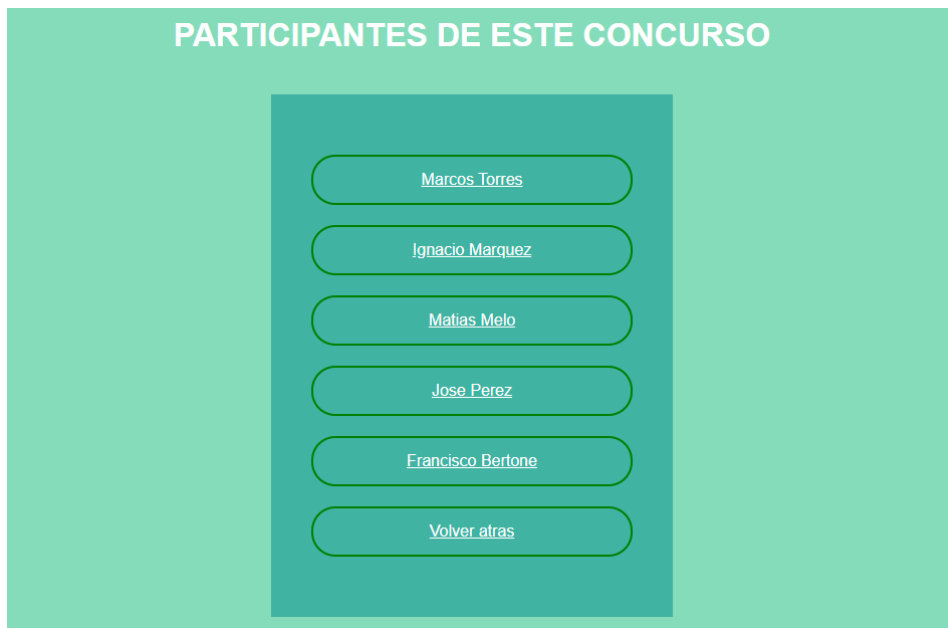 PARTICIPANTES DE ESTE CONCURSO
Marcos Torres
Ignacio Marquez
Matias Melo
Jose Perez
Francisco Bertone
Volver atras